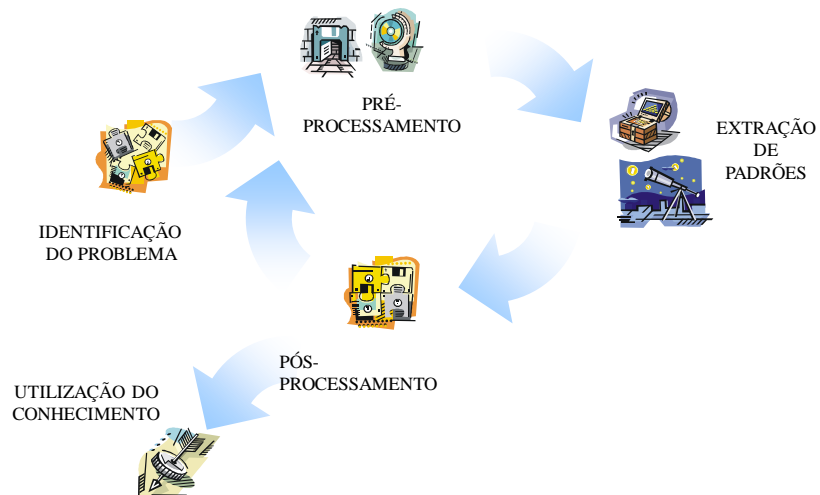 PRÉ-
PROCESSAMENTO
EXTRAÇÃO
DE
PADRÕES
IDENTIFICAÇÃO
DO PROBLEMA
PÓS-
PROCESSAMENTO
UTILIZAÇÃO DO
CONHECIMENTO